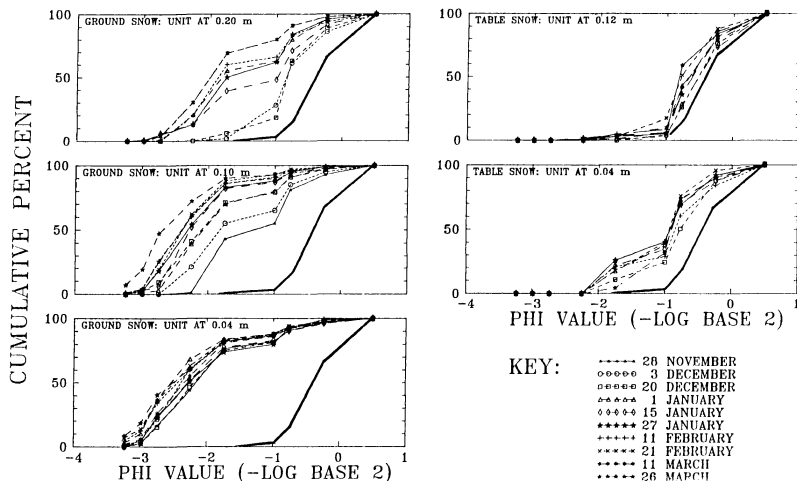 GROUND SNOW: UNIT AT 0.20 m
100
50
0
GROUND SNOW: UNIT AT 0.10 m
100
50
0
GROUND SNOW: UNIT AT 0.04 m
100
50
0
-4
-3
-2
-1
0
1
PHI VALUE (-LOG BASE 2)
CUMULATIVE PERCENT
TABLE SNOW: UNIT AT 0.12 m
100
50
0
TABLE SNOW: UNIT AT 0.04 m
100
50
0
-4
-3
-2
-1
0
1
PHI VALUE (-LOG BASE 2)
KEY:
28 NOVEMBER
3 DECEMBER
20 DECEMBER
1 JANUARY
15 JANUARY
27 JANUARY
11 FEBRUARY
21 FEBRUARY
11 MARCH
26 MARCH